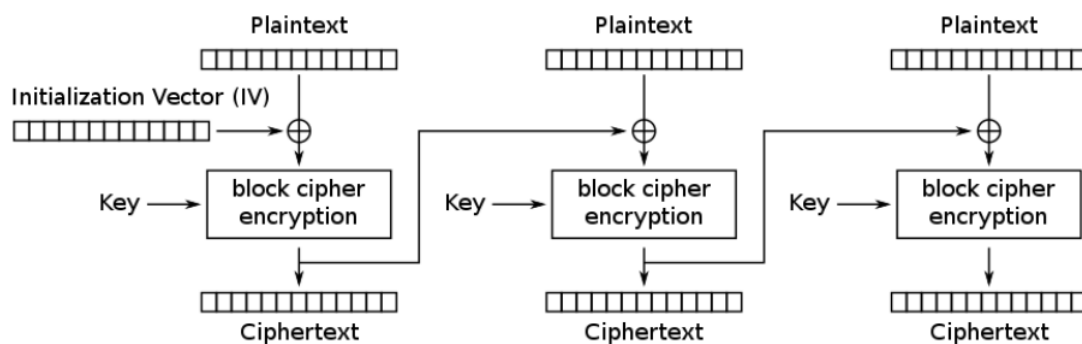 Plaintext
Plaintext
Plaintext
Initialization Vector (IV)
Key
block cipher
encryption
Key
block cipher
encryption
Key
block cipher
encryption
Ciphertext
Ciphertext
Ciphertext